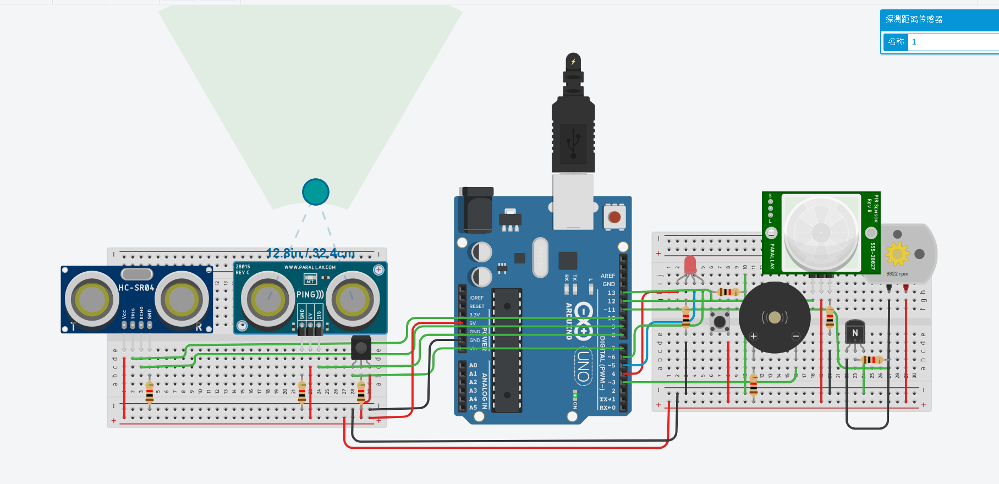 探测距离传感器
名称 1
12.8in / 32.4cm
28015
REV C
WWW.PARALLAX.COM
ACT
PING)))
GND
5V
SIG
HC-SR04
VCC
TRIG
ECHO
GND
T
R
IOREF
RESET
3.3V
5V
GND
GND
Vin
POWER
A0
A1
A2
A3
A4
A5
ANALOG IN
RX
TX
L
ARDUINO
UNO
ON
AREF
GND
13
12
~11
10
9
8
7
~6
~5
4
~3
2
TX→1
RX←0
DIGITAL (PWM ~)
S
L
PIR SENSOR
REV B
PARALLAX
555-28027
9922 rpm
N